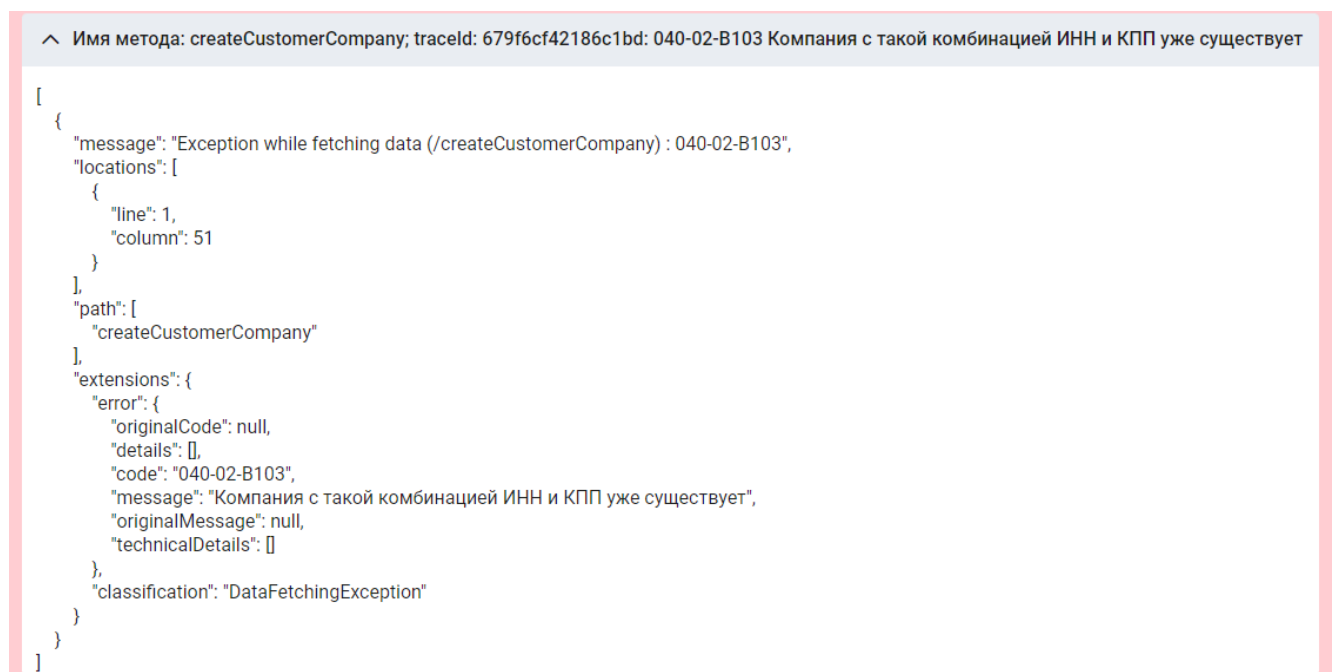 Имя метода: createCustomerCompany; traceId: 679f6cf42186c1bd: 040-02-B103 Компания с такой комбинацией ИНН и КПП уже существует
[
{
"message": "Exception while fetching data (/createCustomerCompany) : 040-02-B103",
"locations": [
{
"line": 1,
"column": 51
}
],
"path": [
"createCustomerCompany"
],
"extensions": {
"error": {
"originalCode": null,
"details": [],
"code": "040-02-B103",
"message": "Компания с такой комбинацией ИНН и КПП уже существует",
"originalMessage": null,
"technicalDetails": []
},
"classification": "DataFetchingException"
}
}
]